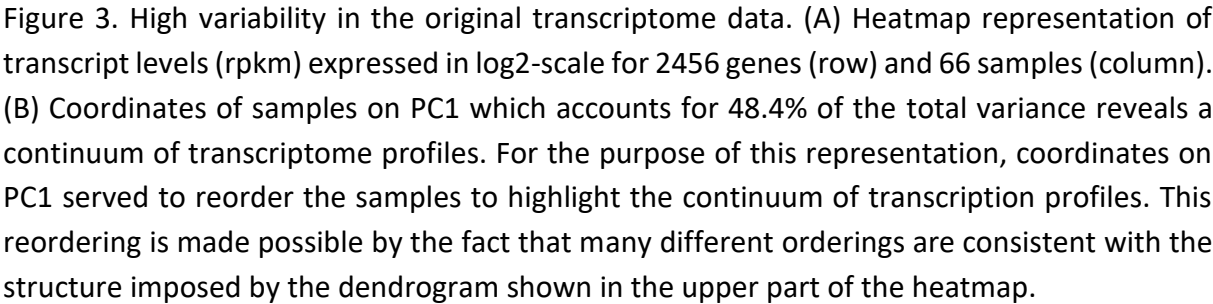 Figure 3. High variability in the original transcriptome data. (A) Heatmap representation of
transcript levels (rpkm) expressed in log2-scale for 2456 genes (row) and 66 samples (column).
(B) Coordinates of samples on PC1 which accounts for 48.4% of the total variance reveals a
continuum of transcriptome profiles. For the purpose of this representation, coordinates on
PC1 served to reorder the samples to highlight the continuum of transcription profiles. This
reordering is made possible by the fact that many different orderings are consistent with the
structure imposed by the dendrogram shown in the upper part of the heatmap.